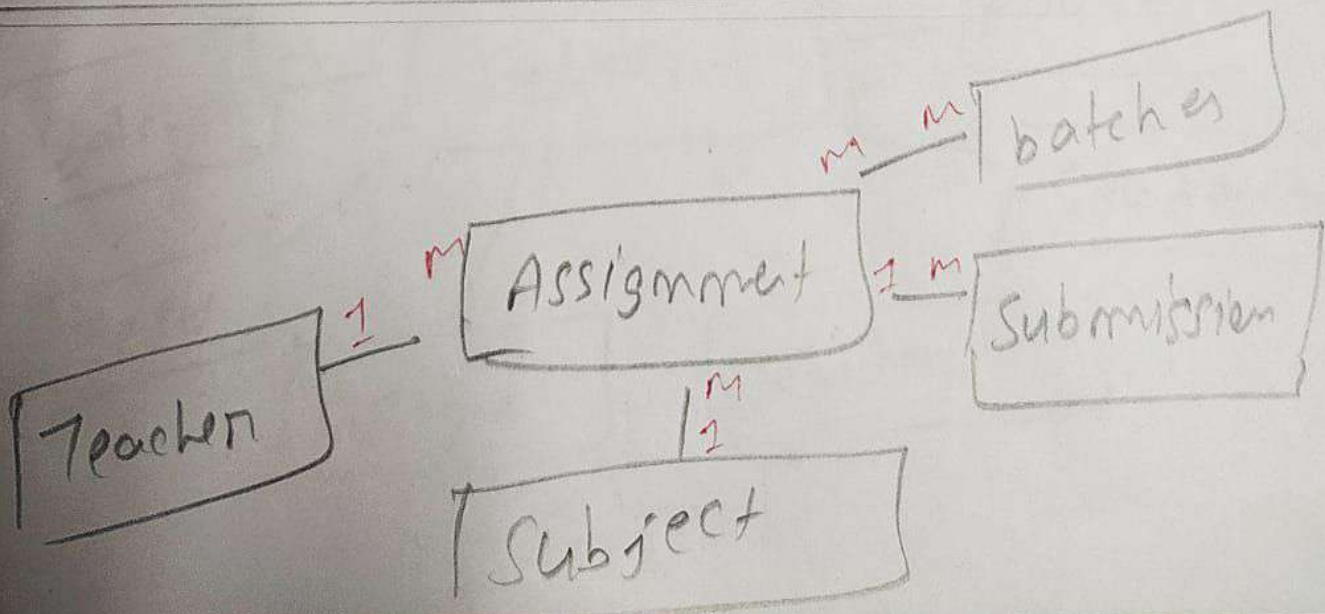 M M batches
M Assignment 1 M Submission
1
Teacher
M
1
Subject